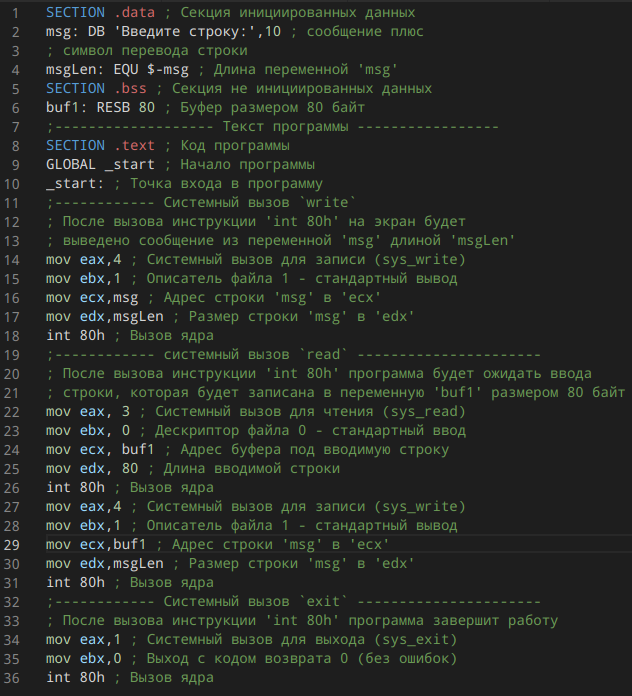 1 SECTION .data ; Секция инициированных данных
2 msg: DB 'Введите строку:',10 ; сообщение плюс
3 ; символ перевода строки
4 msgLen: EQU $-msg ; Длина переменной 'msg'
5 SECTION .bss ; Секция не инициированных данных
6 buf1: RESB 80 ; Буфер размером 80 байт
7 ;------------------- Текст программы -----------------
8 SECTION .text ; Код программы
9 GLOBAL _start ; Начало программы
10 _start: ; Точка входа в программу
11 ;------------ Системный вызов `write`
12 ; После вызова инструкции 'int 80h' на экран будет
13 ; выведено сообщение из переменной 'msg' длиной 'msgLen'
14 mov eax,4 ; Системный вызов для записи (sys_write)
15 mov ebx,1 ; Описатель файла 1 - стандартный вывод
16 mov ecx,msg ; Адрес строки 'msg' в 'ecx'
17 mov edx,msgLen ; Размер строки 'msg' в 'edx'
18 int 80h ; Вызов ядра
19 ;------------ системный вызов `read` ----------------------
20 ; После вызова инструкции 'int 80h' программа будет ожидать ввода
21 ; строки, которая будет записана в переменную 'buf1' размером 80 байт
22 mov eax, 3 ; Системный вызов для чтения (sys_read)
23 mov ebx, 0 ; Дескриптор файла 0 - стандартный ввод
24 mov ecx, buf1 ; Адрес буфера под вводимую строку
25 mov edx, 80 ; Длина вводимой строки
26 int 80h ; Вызов ядра
27 mov eax,4 ; Системный вызов для записи (sys_write)
28 mov ebx,1 ; Описатель файла 1 - стандартный вывод
29 mov ecx,buf1 ; Адрес строки 'msg' в 'ecx'
30 mov edx,msgLen ; Размер строки 'msg' в 'edx'
31 int 80h ; Вызов ядра
32 ;------------ Системный вызов `exit` ----------------------
33 ; После вызова инструкции 'int 80h' программа завершит работу
34 mov eax,1 ; Системный вызов для выхода (sys_exit)
35 mov ebx,0 ; Выход с кодом возврата 0 (без ошибок)
36 int 80h ; Вызов ядра